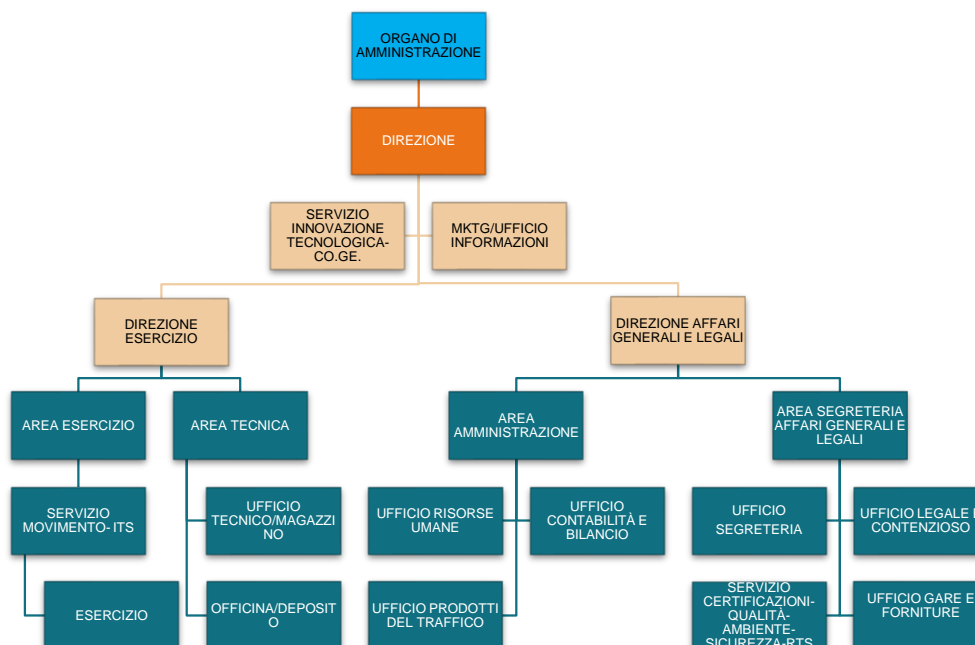 ORGANO DI
AMMINISTRAZIONE
DIREZIONE
SERVIZIO
INNOVAZIONE
TECNOLOGICA-
CO.GE.
MKTG/UFFICIO
INFORMAZIONI
DIREZIONE
ESERCIZIO
DIREZIONE AFFARI
GENERALI E LEGALI
AREA ESERCIZIO
AREA TECNICA
AREA
AMMINISTRAZIONE
AREA SEGRETERIA
AFFARI GENERALI E
LEGALI
SERVIZIO
MOVIMENTO- ITS
UFFICIO
TECNICO/MAGAZZI
NO
UFFICIO RISORSE
UMANE
UFFICIO
CONTABILITÀ E
BILANCIO
UFFICIO
SEGRETERIA
UFFICIO LEGALE E
CONTENZIOSO
ESERCIZIO
OFFICINA/DEPOSIT
O
UFFICIO PRODOTTI
DEL TRAFFICO
SERVIZIO
CERTIFICAZIONI-
QUALITÀ-
AMBIENTE-
SICUREZZA-RTS
UFFICIO GARE E
FORNITURE